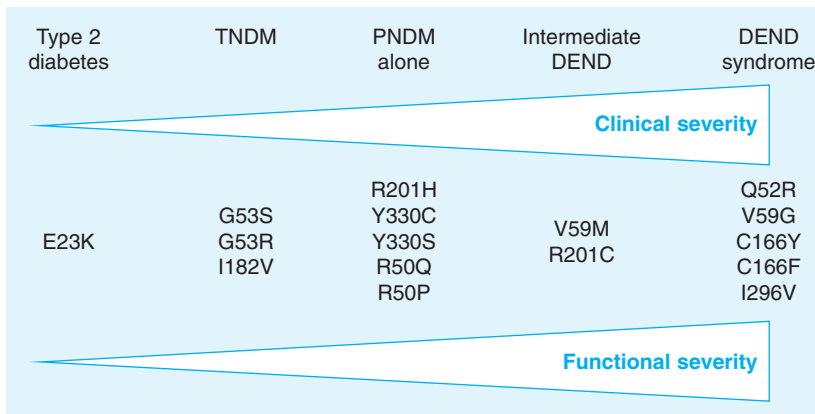 Type 2 diabetes
TNDM
PNDM alone
Intermediate DEND
DEND syndrome
Clinical severity
E23K
G53S
G53R
I182V
R201H
Y330C
Y330S
R50Q
R50P
V59M
R201C
Q52R
V59G
C166Y
C166F
I296V
Functional severity